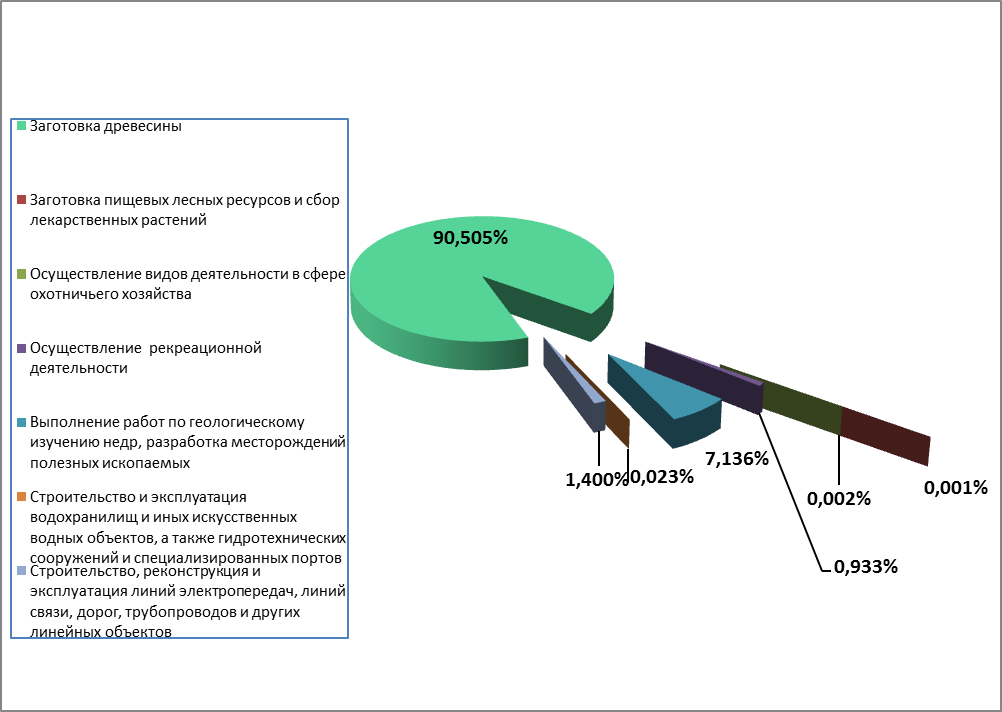 Заготовка древесины
Заготовка пищевых лесных ресурсов и сбор
лекарственных растений
Осуществление видов деятельности в сфере
охотничьего хозяйства
Осуществление  рекреационной
деятельности
Выполнение работ по геологическому
изучению недр, разработка месторождений
полезных ископаемых
Строительство и эксплуатация
водохранилищ и иных искусственных
водных объектов, а также гидротехнических
сооружений и специализированных портов
Строительство, реконструкция и
эксплуатация линий электропередач, линий
связи, дорог, трубопроводов и других
линейных объектов
90,505%
1,400%
0,023%
7,136%
0,933%
0,002%
0,001%